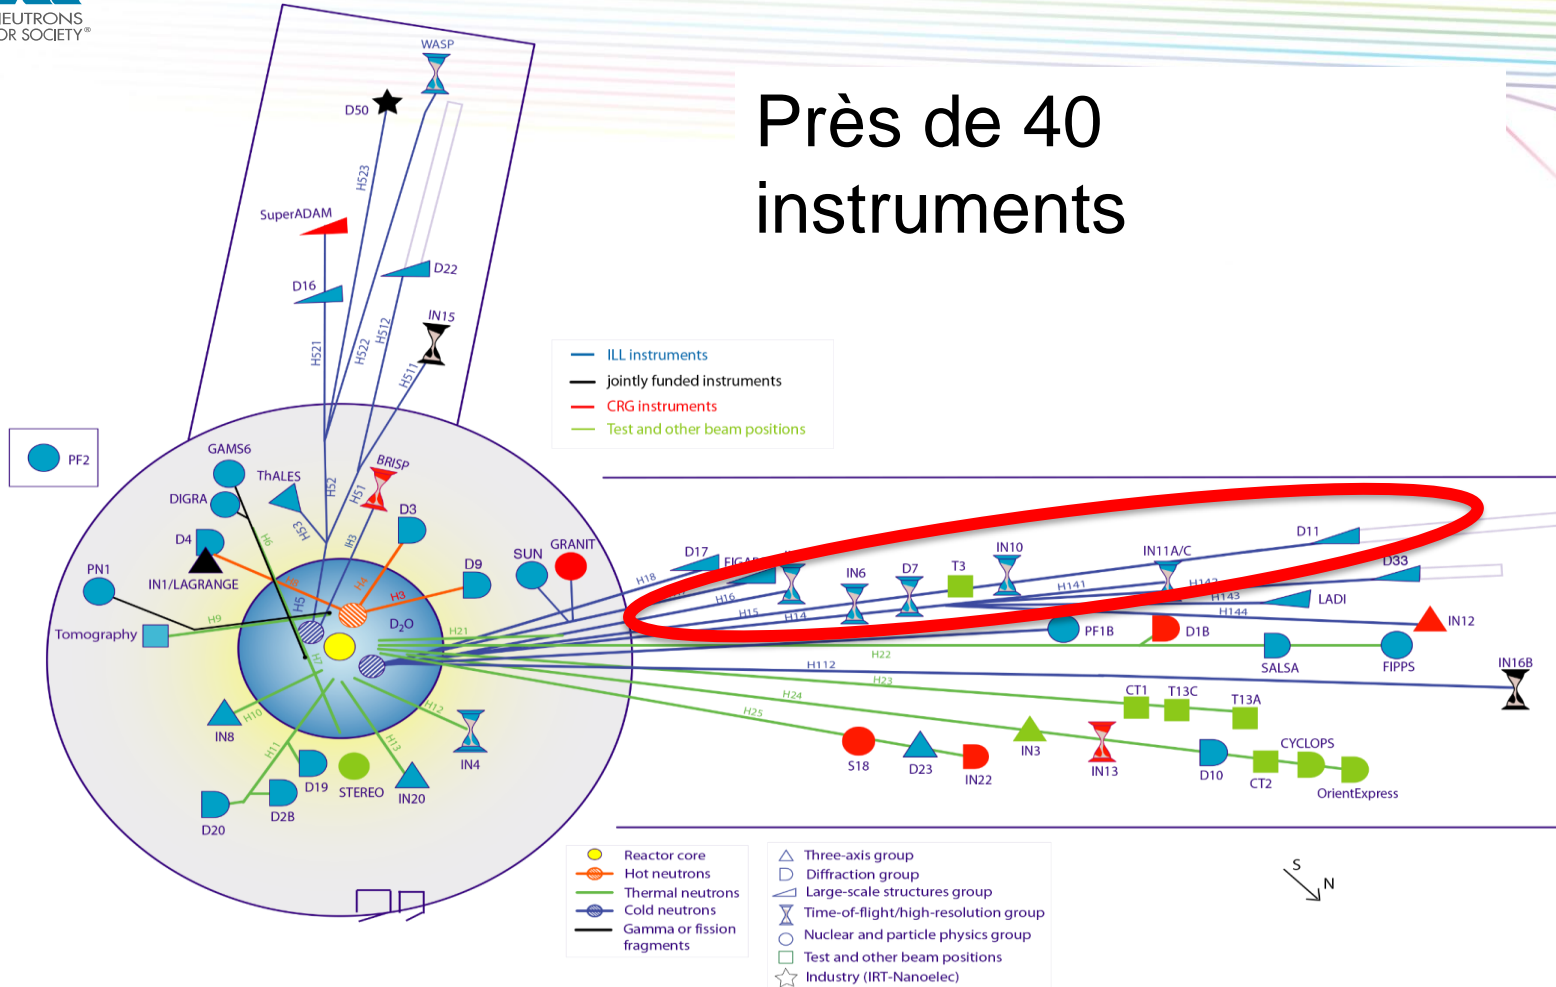 NEUTRONS
OR SOCIETY®
Près de 40
instruments
WASP
D50
H523
SuperADAM
D22
D16
IN15
H521
H522
H512
H511
ILL instruments
jointly funded instruments
CRG instruments
Test and other beam positions
PF2
GAMS6
ThALES
BRISP
DIGRA
H52
H51
H53
IH3
D3
D4
H6
IN1/LAGRANGE
PN1
D9
SUN
GRANIT
H8
H4
H3
H5
D2O
Tomography
H9
H7
H21
IN8
H10
H11
H12
H13
IN4
D19
STEREO
IN20
D2B
D20
D17
H18
H16
H15
H14
IN6
D7
T3
IN10
IN11A/C
D11
D33
H141
H142
H143
LADI
H144
IN12
PF1B
D1B
H22
SALSA
FIPPS
H112
IN16B
H23
CT1
T13C
T13A
H24
H25
S18
D23
IN22
IN3
IN13
D10
CYCLOPS
CT2
OrientExpress
Reactor core
Hot neutrons
Thermal neutrons
Cold neutrons
Gamma or fission
fragments
Three-axis group
Diffraction group
Large-scale structures group
Time-of-flight/high-resolution group
Nuclear and particle physics group
Test and other beam positions
Industry (IRT-Nanoelec)
S
N